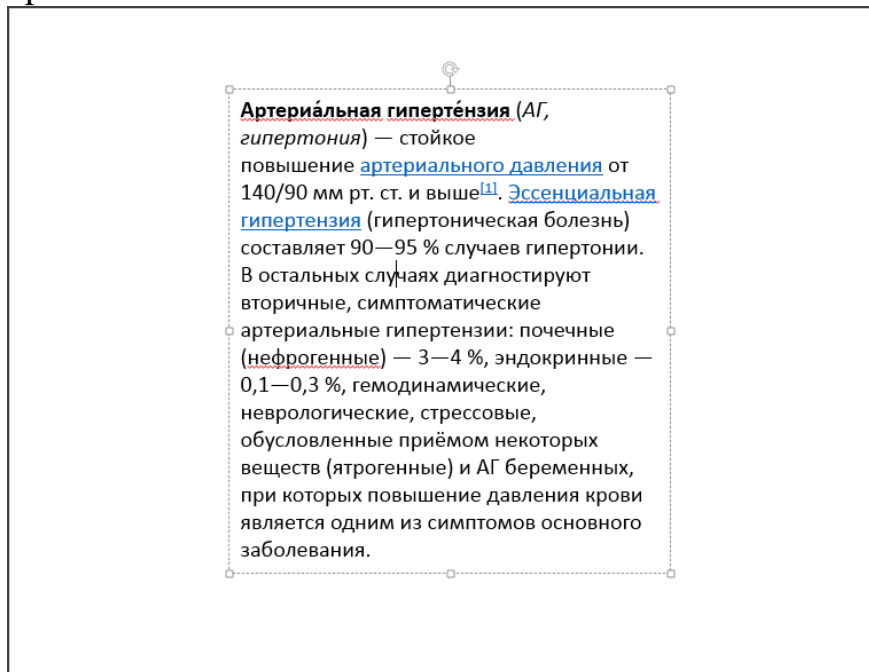 Артериа́льная гиперте́нзия (АГ,
гипертония) — стойкое
повышение артериального давления от
140/90 мм рт. ст. и выше[1]. Эссенциальная
гипертензия (гипертоническая болезнь)
составляет 90—95 % случаев гипертонии.
В остальных случаях диагностируют
вторичные, симптоматические
артериальные гипертензии: почечные
(нефрогенные) — 3—4 %, эндокринные —
0,1—0,3 %, гемодинамические,
неврологические, стрессовые,
обусловленные приёмом некоторых
веществ (ятрогенные) и АГ беременных,
при которых повышение давления крови
является одним из симптомов основного
заболевания.